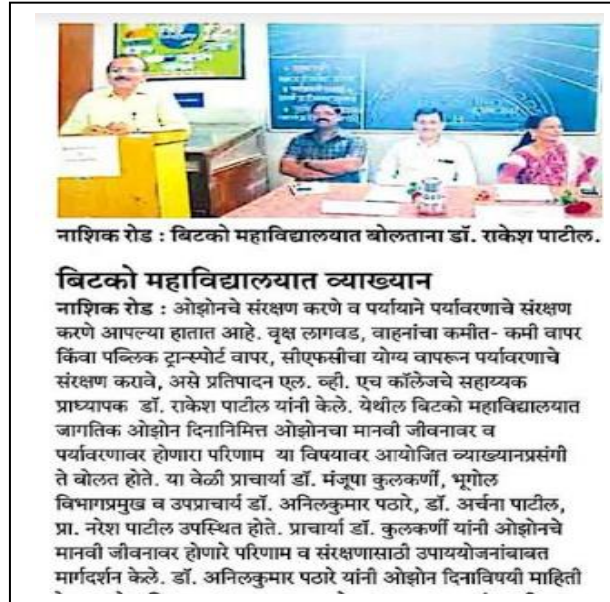 नाशिक रोड : बिटको महाविद्यालयात बोलताना डॉ. राकेश पाटील.
बिटको महाविद्यालयात व्याख्यान
नाशिक रोड : ओझोनचे संरक्षण करणे व पर्यायाने पर्यावरणाचे संरक्षण
करणे आपल्या हातात आहे. वृक्ष लागवड, वाहनांचा कमीत- कमी वापर
किंवा पब्लिक ट्रान्स्पोर्ट वापर, सीएफसीचा योग्य वापरून पर्यावरणाचे
संरक्षण करावे, असे प्रतिपादन एल. व्ही. एच कॉलेजचे सहाय्यक
प्राध्यापक डॉ. राकेश पाटील यांनी केले. येथील बिटको महाविद्यालयात
जागतिक ओझोन दिनानिमित्त ओझोनचा मानवी जीवनावर व
पर्यावरणावर होणारा परिणाम या विषयावर आयोजित व्याख्यानप्रसंगी
ते बोलत होते. या वेळी प्राचार्या डॉ. मंजूषा कुलकर्णी, भूगोल
विभागप्रमुख व उपप्राचार्य डॉ. अनिलकुमार पठारे, डॉ. अर्चना पाटील,
प्रा. नरेश पाटील उपस्थित होते. प्राचार्या डॉ. कुलकर्णी यांनी ओझोनचे
मानवी जीवनावर होणारे परिणाम व संरक्षणासाठी उपाययोजनांबाबत
मार्गदर्शन केले. डॉ. अनिलकुमार पठारे यांनी ओझोन दिनाविषयी माहिती